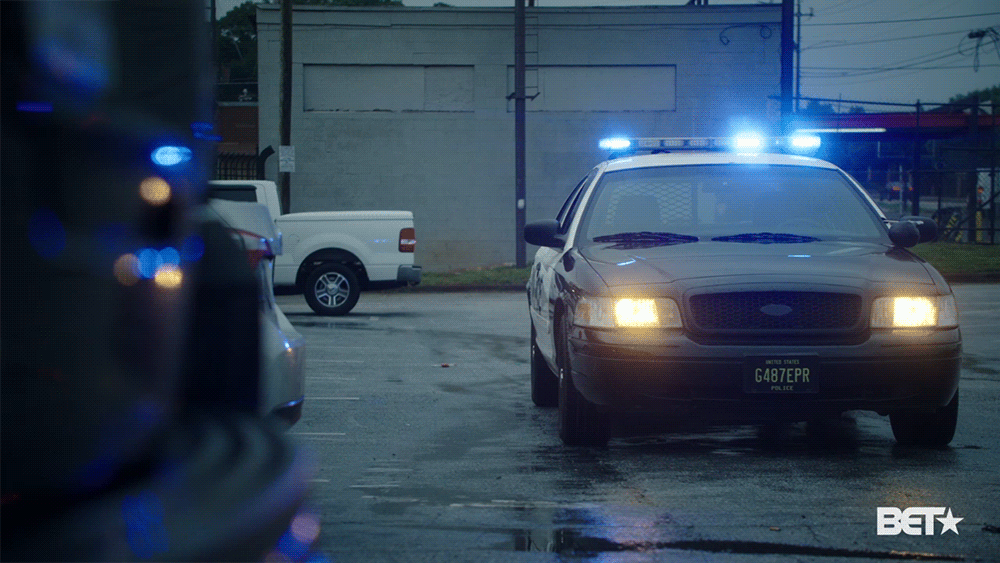 UNITED STATES
G487EPR
POLICE
BET★